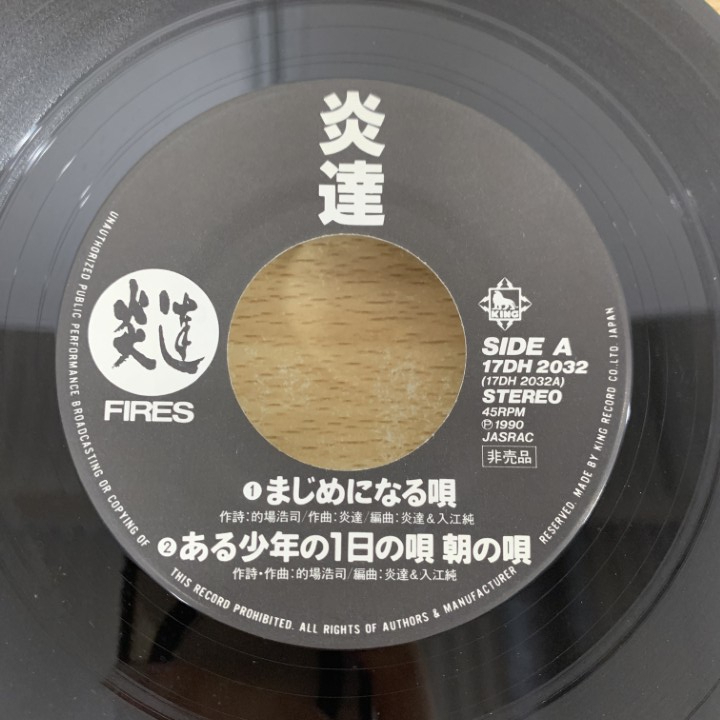 炎達
炎達
FIRES
KING
SIDE A
17DH 2032
(17DH 2032A)
STEREO
45RPM
Ⓟ1990
JASRAC
非売品
❶まじめになる唄
作詩:的場浩司/作曲:炎達/編曲:炎達&入江純
❷ある少年の1日の唄 朝の唄
作詩・作曲:的場浩司/編曲:炎達&入江純
UNAUTHORIZED PUBLIC PERFORMANCE BROADCASTING OR COPYING OF THIS RECORD PROHIBITED. ALL RIGHTS OF AUTHORS & MANUFACTURER RESERVED. MADE BY KING RECORD CO., LTD. JAPAN